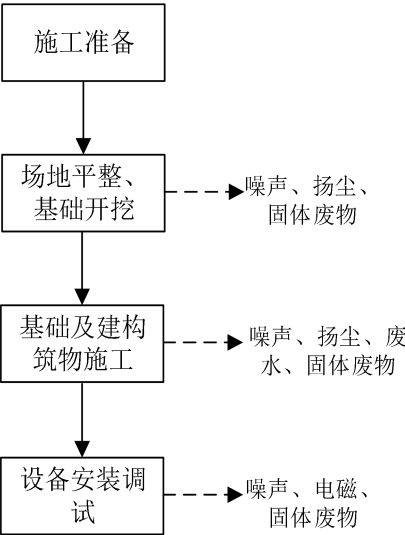 施工准备
场地平整、
基础开挖
噪声、扬尘、
固体废物
基础及建构
筑物施工
噪声、扬尘、废
水、固体废物
设备安装调
试
噪声、电磁、
固体废物